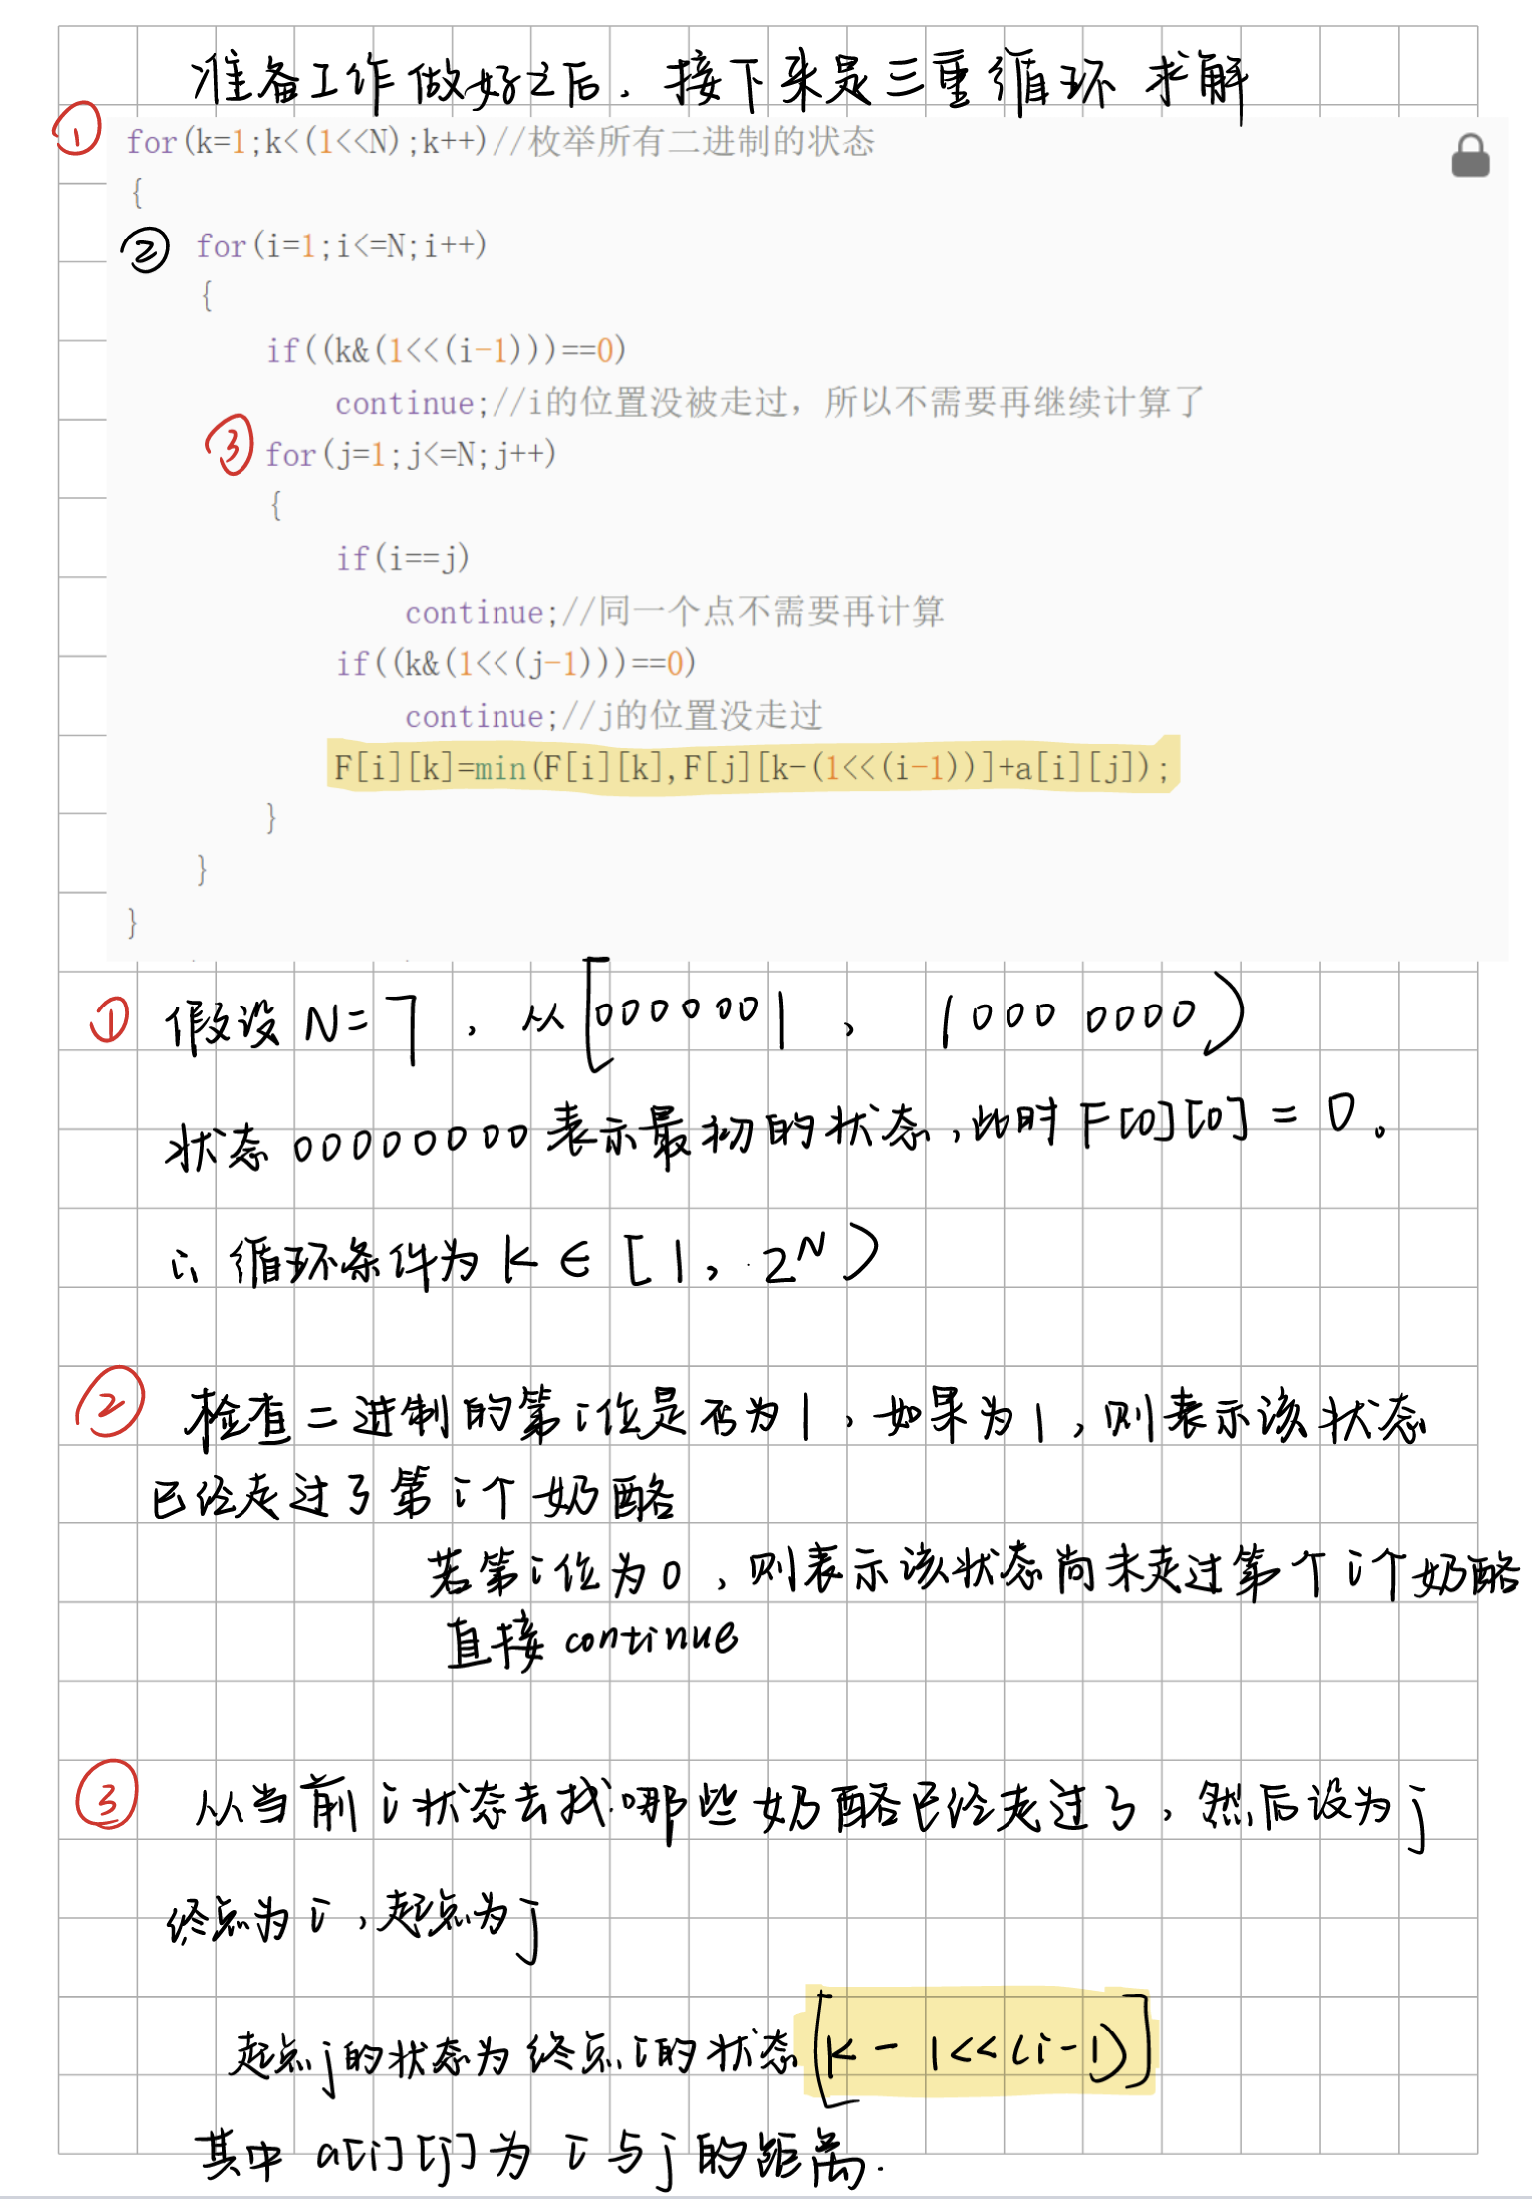 准备工作做好之后，接下来是三重循环 求解
① for(k=1;k<(1<<N);k++)//枚举所有二进制的状态
{
② for(i=1;i<=N;i++)
{
if((k&(1<<(i-1)))==0)
continue;//i的位置没被走过，所以不需要再继续计算了
③ for(j=1;j<=N;j++)
{
if(i==j)
continue;//同一个点不需要再计算
if((k&(1<<(j-1)))==0)
continue;//j的位置没走过
F[i][k]=min(F[i][k],F[j][k-(1<<(i-1))]+a[i][j]);
}
}
}
① 假设 N=7，从[0000001，10000000)
状态 00000000 表示最初的状态，此时 F[0][0] = 0。
∴ 循环条件为 k ∈ [1, 2^N)
② 检查二进制的第i位是否为1，如果为1，则表示该状态
已经走过了第i个奶酪
若第i位为0，则表示该状态尚未走过第个i个奶酪
直接 continue
③ 从当前i状态去找哪些奶酪已经走过了，然后设为j
终点为i，起点为j
起点j的状态为终点i的状态[k - 1<<(i-1)]
其中 a[i][j] 为 i 与 j 的距离.